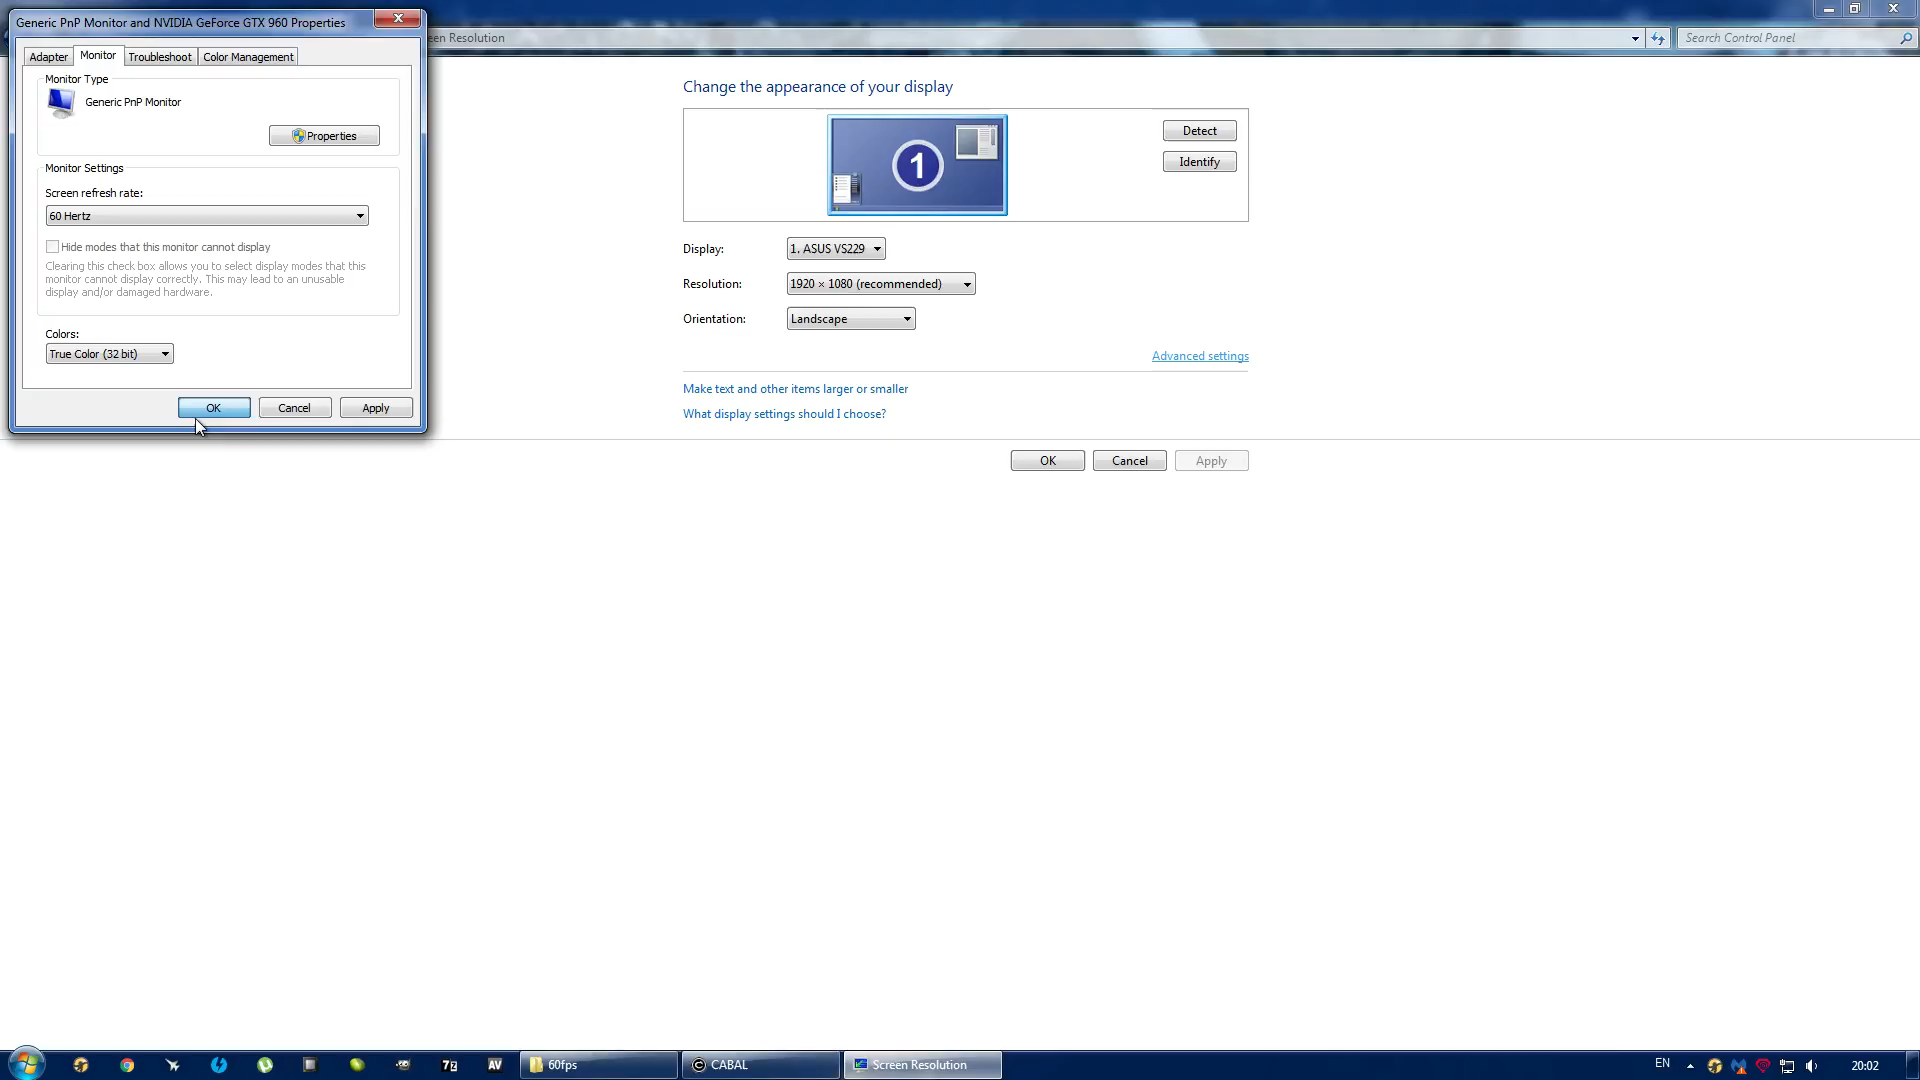 Generic PnP Monitor and NVIDIA GeForce GTX 960 Properties
Adapter Monitor Troubleshoot Color Management
Monitor Type
Generic PnP Monitor
Properties
Monitor Settings
Screen refresh rate:
60 Hertz
Hide modes that this monitor cannot display
Clearing this check box allows you to select display modes that this
monitor cannot display correctly. This may lead to an unusable
display and/or damaged hardware.
Colors:
True Color (32 bit)
OK Cancel Apply
een Resolution
Search Control Panel
Change the appearance of your display
1
Detect
Identify
Display: 1. ASUS VS229
Resolution: 1920 × 1080 (recommended)
Orientation: Landscape
Advanced settings
Make text and other items larger or smaller
What display settings should I choose?
OK Cancel Apply
7z AV 60fps CABAL Screen Resolution EN 20:02